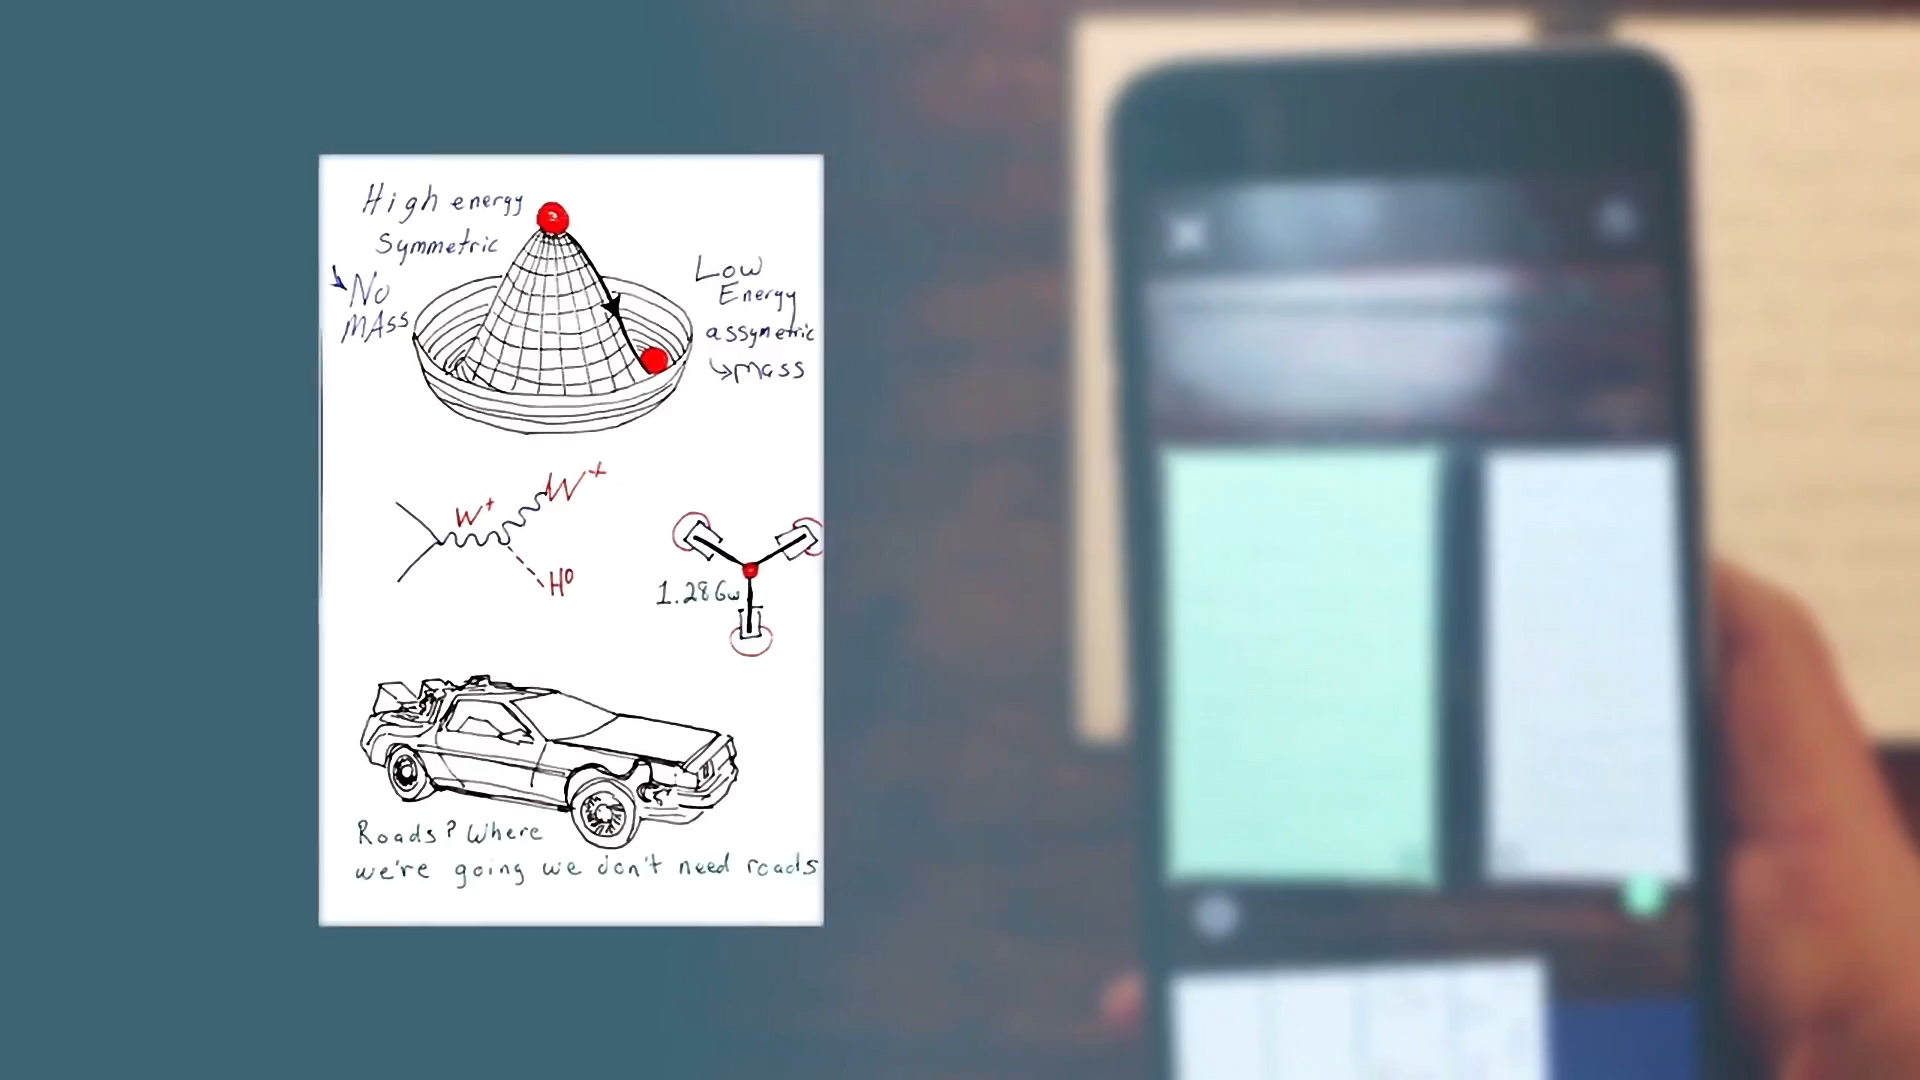 High energy
Symmetric
No
MAss
Low
Energy
assymetric
mass
W+
W+
H0
1.28Gw
Roads? Where
we're going we don't need roads